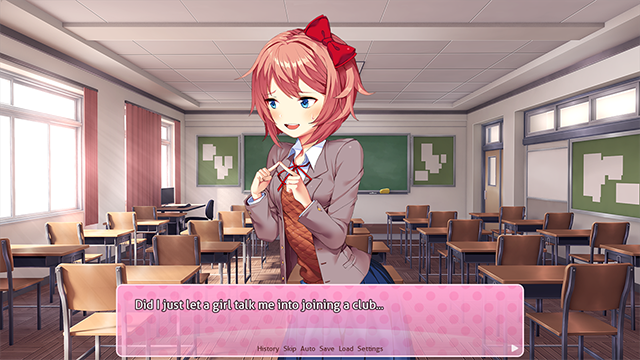 Did I just let a girl talk me into joining a club...
History Skip Auto Save Load Settings